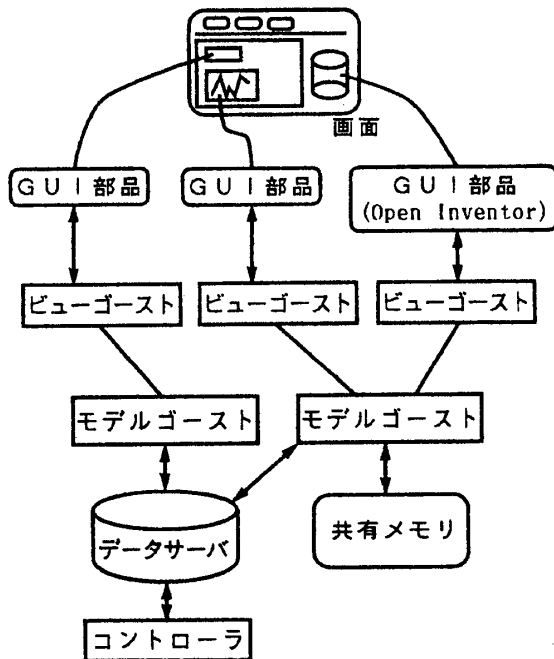 画面
ＧＵＩ部品
ＧＵＩ部品
ＧＵＩ部品
(Open Inventor)
ビューゴースト
ビューゴースト
ビューゴースト
モデルゴースト
モデルゴースト
データサーバ
共有メモリ
コントローラ